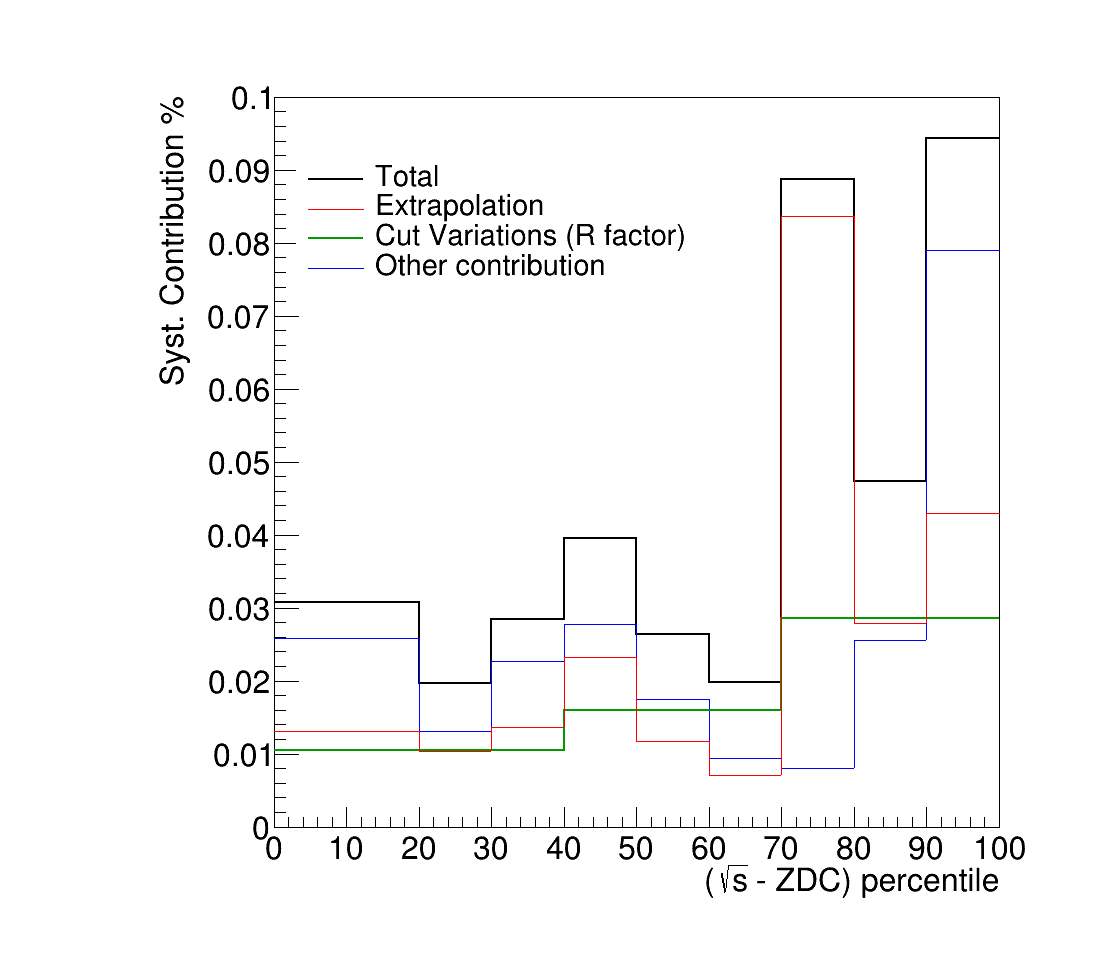 0.1
0.09
0.08
0.07
0.06
0.05
0.04
0.03
0.02
0.01
0
Syst. Contribution %
Total
Extrapolation
Cut Variations (R factor)
Other contribution
0 10 20 30 40 50 60 70 80 90 100
(√s - ZDC) percentile